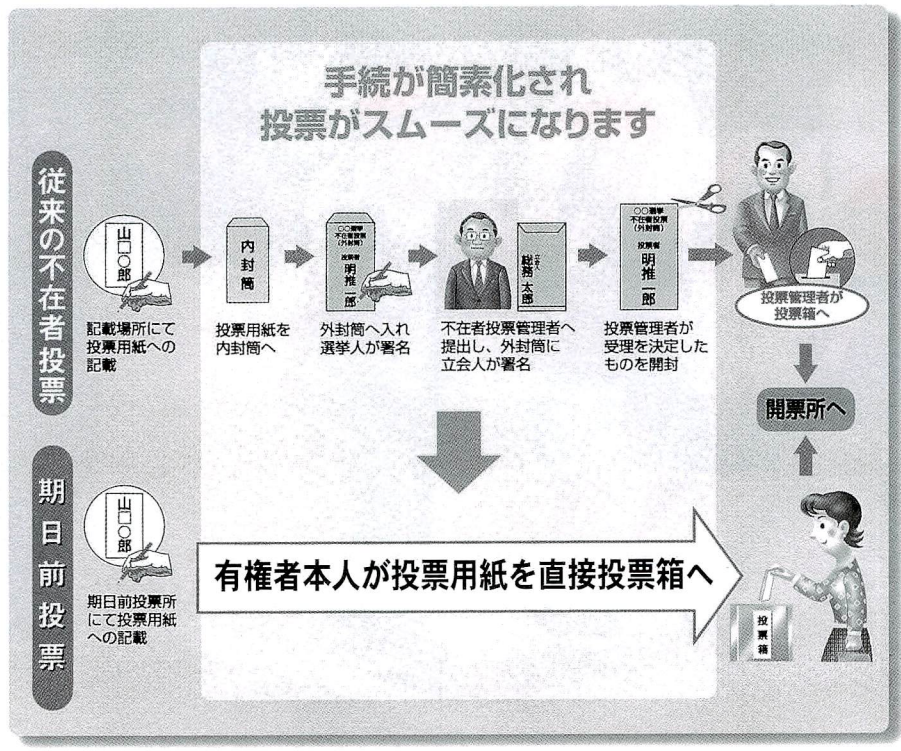 手続が簡素化され
投票がスムーズになります
従来の不在者投票
山口〇郎
記載場所にて
投票用紙への
記載
内封筒
投票用紙を
内封筒へ
〇〇選挙
不在者投票
(外封筒)
投票者
明推一郎
外封筒へ入れ
選挙人が署名
立会人
総務 太郎
不在者投票管理者へ
提出し、外封筒に
立会人が署名
〇〇選挙
不在者投票
(外封筒)
投票者
明推一郎
投票管理者が
受理を決定した
ものを開封
投票管理者が
投票箱へ
開票所へ
期日前投票
山口〇郎
期日前投票所
にて投票用紙
への記載
有権者本人が投票用紙を直接投票箱へ
投票箱